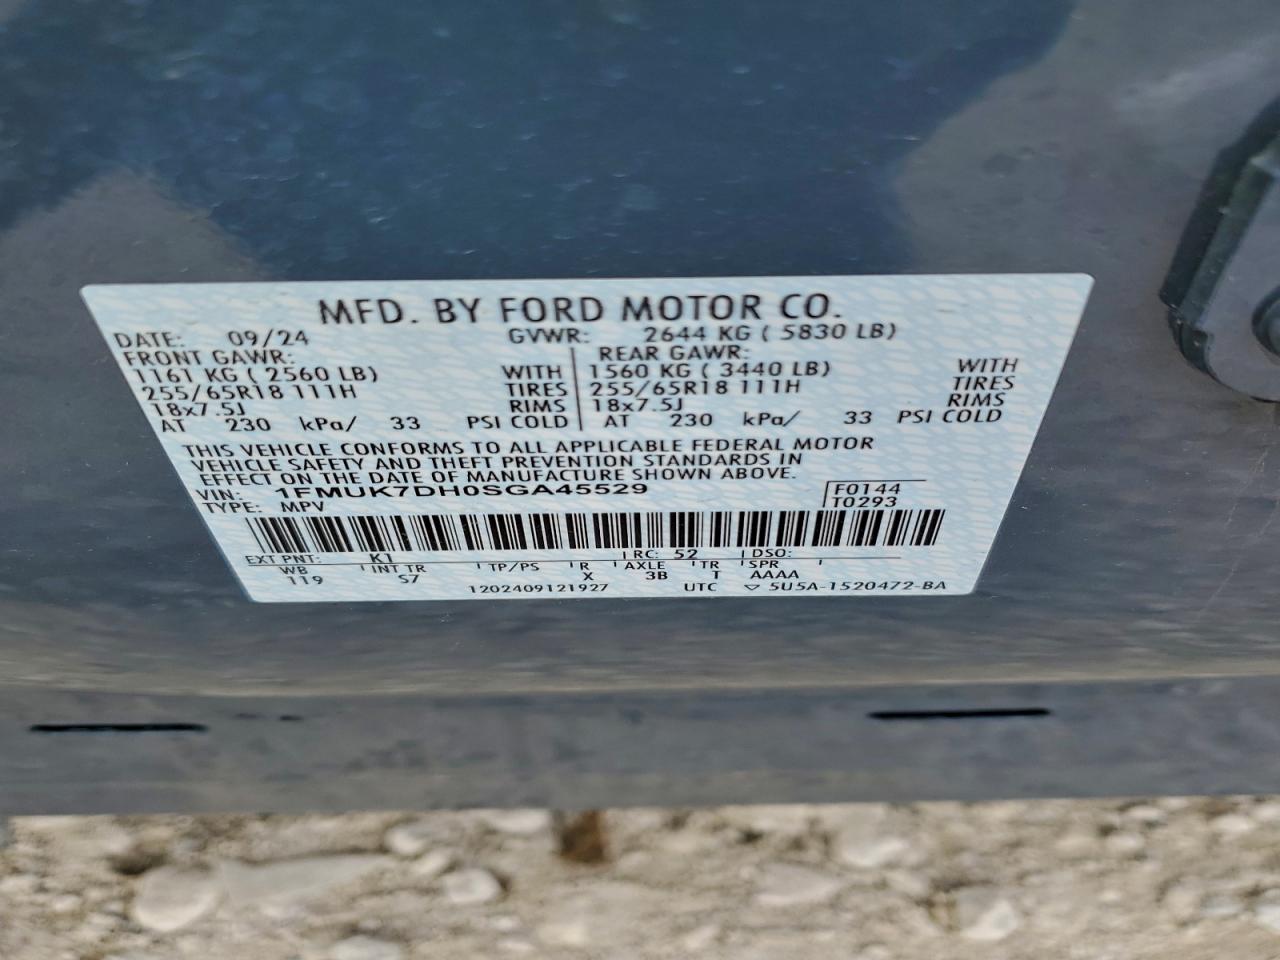 MFD. BY FORD MOTOR CO.
DATE: 09/24 GVWR: 2644 KG ( 5830 LB)
FRONT GAWR: REAR GAWR:
1161 KG ( 2560 LB) WITH 1560 KG ( 3440 LB) WITH
255/65R18 111H TIRES 255/65R18 111H TIRES
18x7.5J RIMS 18x7.5J RIMS
AT 230 kPa/ 33 PSI COLD AT 230 kPa/ 33 PSI COLD
THIS VEHICLE CONFORMS TO ALL APPLICABLE FEDERAL MOTOR
VEHICLE SAFETY AND THEFT PREVENTION STANDARDS IN
EFFECT ON THE DATE OF MANUFACTURE SHOWN ABOVE.
VIN: 1FMUK7DH0SGA45529 F0144
TYPE: MPV T0293
EXT PNT: K1 RC: 52 DSO:
WB INT TR TP/PS R AXLE TR SPR
119 S7 X 3B T AAAA
1202409121927 UTC ▽ 5U5A-1520472-BA